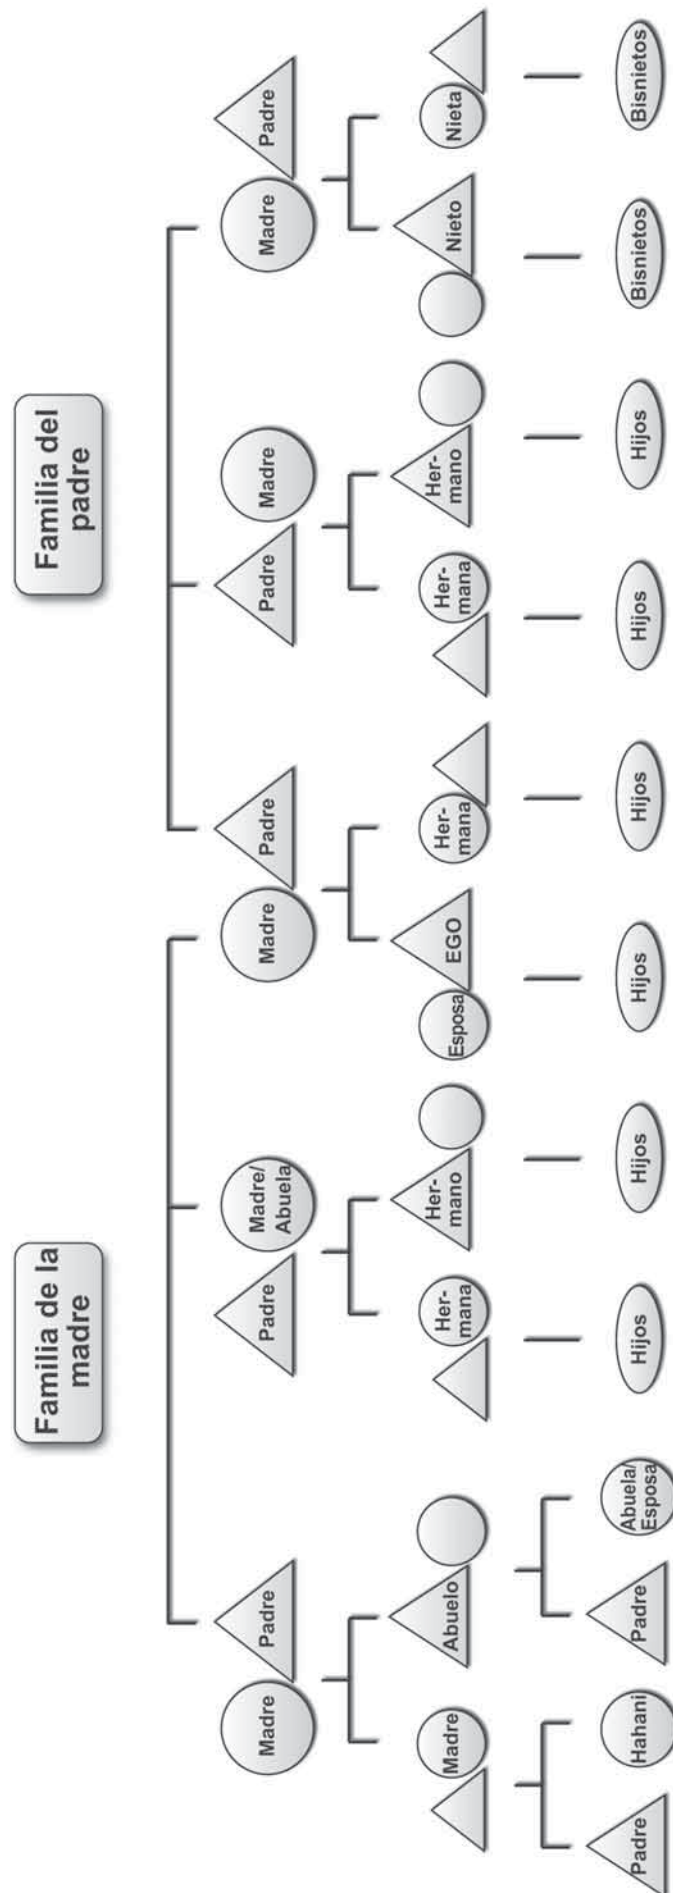 Familia de la
madre
Familia del
padre
Madre
Padre
Padre
Madre/
Abuela
Madre
Padre
Padre
Madre
Madre
Padre
Madre
Abuelo
Her-
mana
Her-
mano
Esposa
EGO
Her-
mana
Her-
mana
Her-
mano
Nieto
Nieta
Padre
Hahani
Padre
Abuela/
Esposa
Hijos
Hijos
Hijos
Hijos
Hijos
Hijos
Bisnietos
Bisnietos